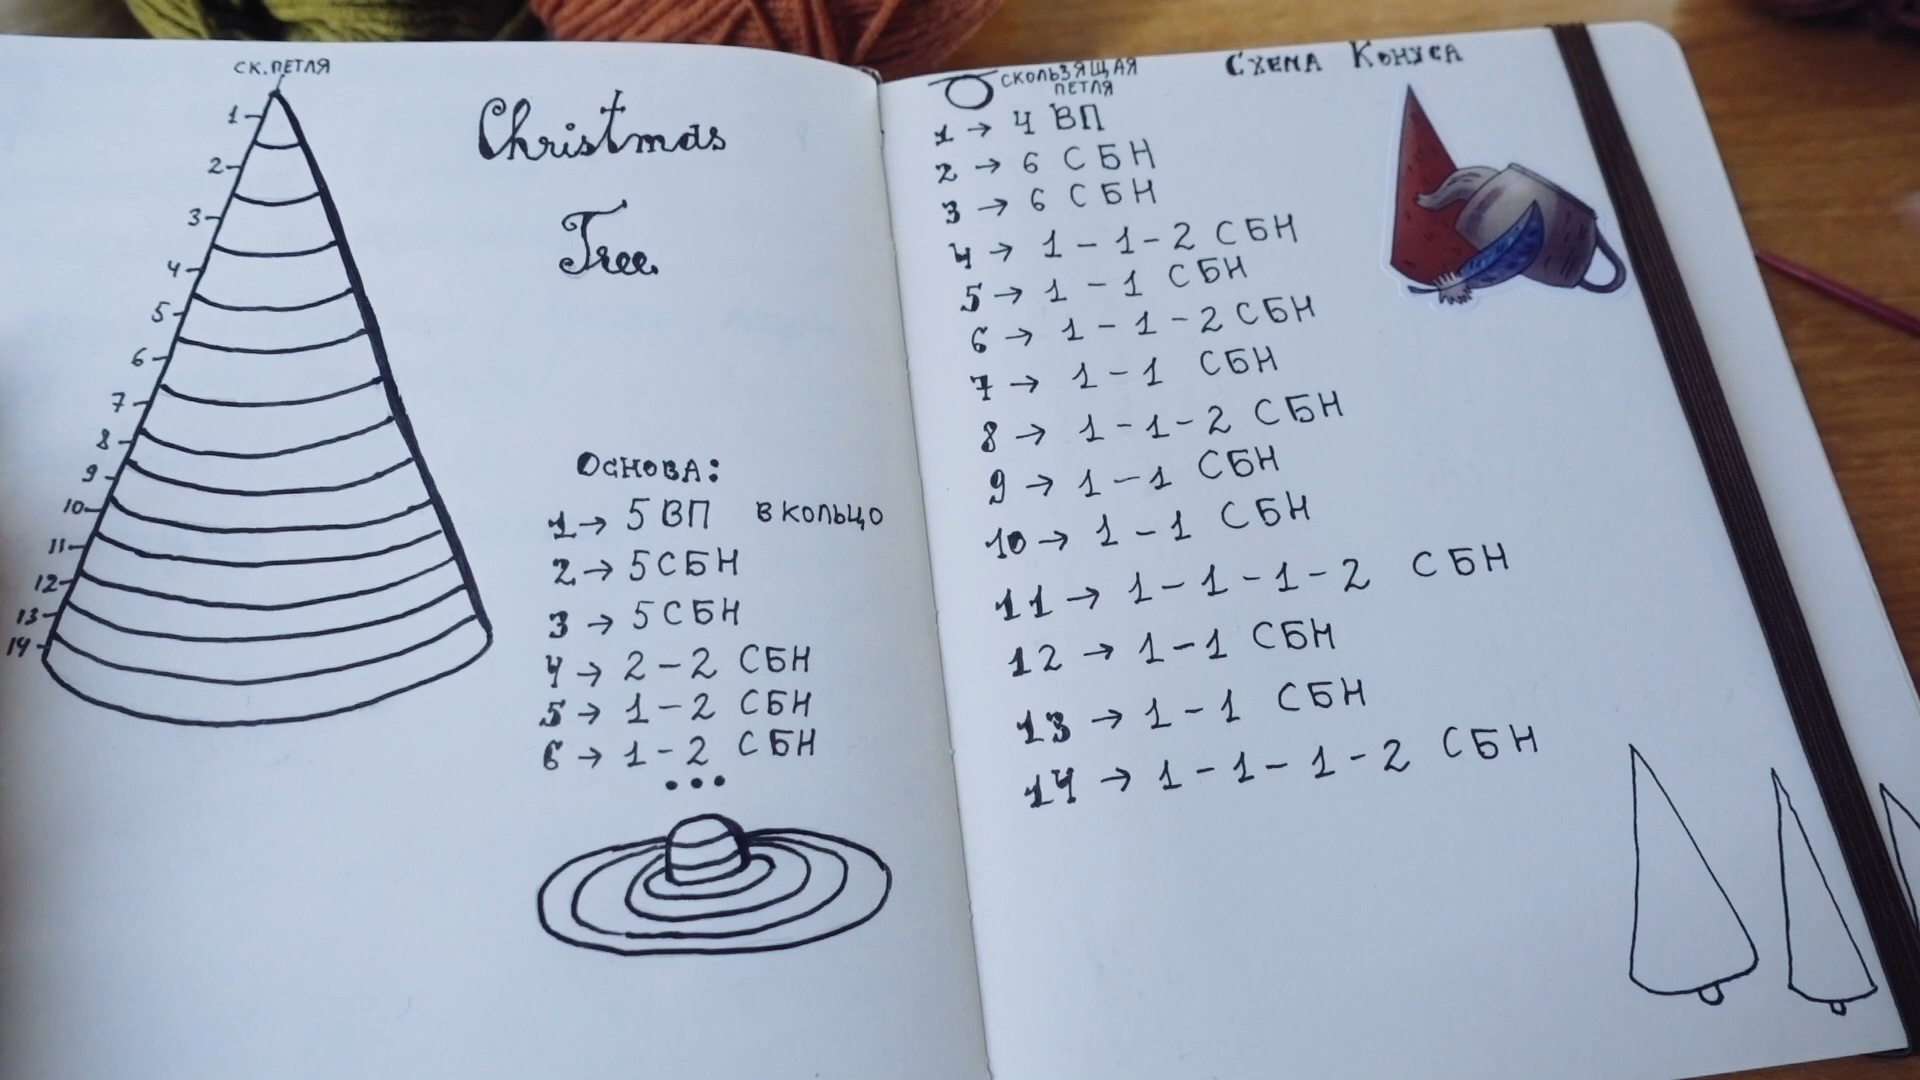 СК. ПЕТЛЯ
1
2
3
4
5
6
7
8
9
10
11
12
13
14
Christmas
Tree
Основа:
1 → 5 ВП в кольцо
2 → 5 СБН
3 → 5 СБН
4 → 2 - 2 СБН
5 → 1 - 2 СБН
6 → 1 - 2 СБН
...
СКОЛЬЗЯЩАЯ
ПЕТЛЯ
Схема Конуса
1 → 4 ВП
2 → 6 СБН
3 → 6 СБН
4 → 1 - 1 - 2 СБН
5 → 1 - 1 СБН
6 → 1 - 1 - 2 СБН
7 → 1 - 1 СБН
8 → 1 - 1 - 2 СБН
9 → 1 - 1 СБН
10 → 1 - 1 СБН
11 → 1 - 1 - 1 - 2 СБН
12 → 1 - 1 СБН
13 → 1 - 1 СБН
14 → 1 - 1 - 1 - 2 СБН